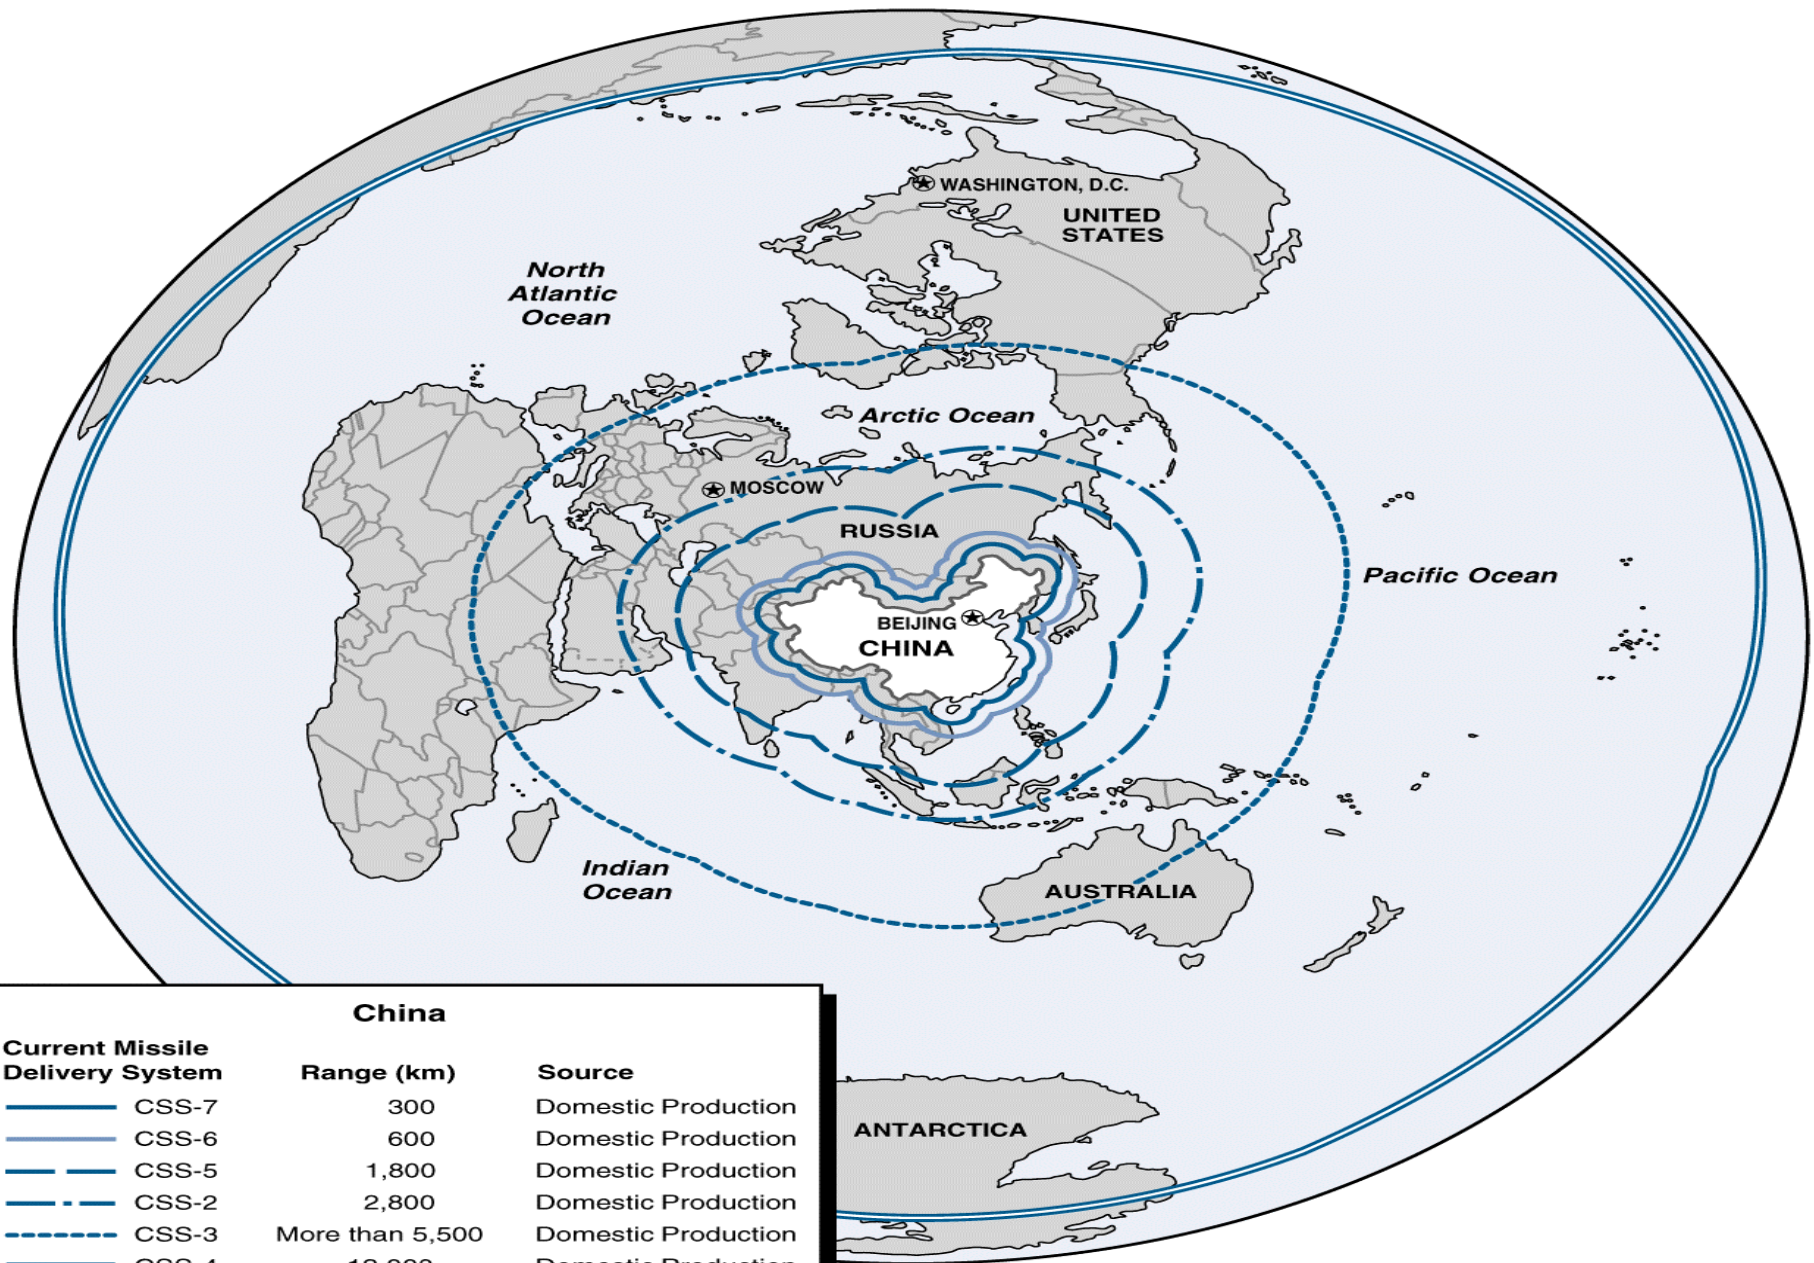 WASHINGTON, D.C.
UNITED
STATES
North
Atlantic
Ocean
Arctic Ocean
MOSCOW
RUSSIA
Pacific Ocean
BEIJING
CHINA
Indian
Ocean
AUSTRALIA
ANTARCTICA
China
Current Missile
Delivery System Range (km) Source
CSS-7 300 Domestic Production
CSS-6 600 Domestic Production
CSS-5 1,800 Domestic Production
CSS-2 2,800 Domestic Production
CSS-3 More than 5,500 Domestic Production